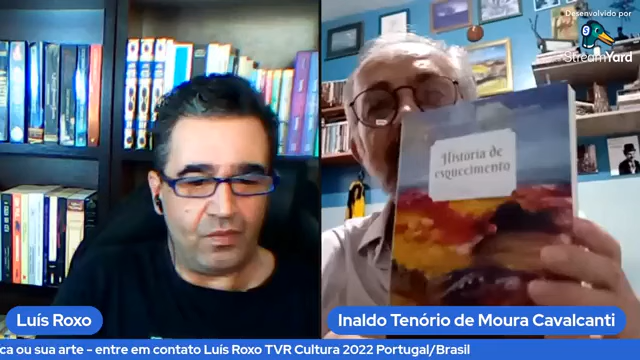 Desenvolvido por
StreamYard
História de
esquecimento
Luís Roxo
Inaldo Tenório de Moura Cavalcanti
ca ou sua arte - entre em contato Luís Roxo TVR Cultura 2022 Portugal/Brasil